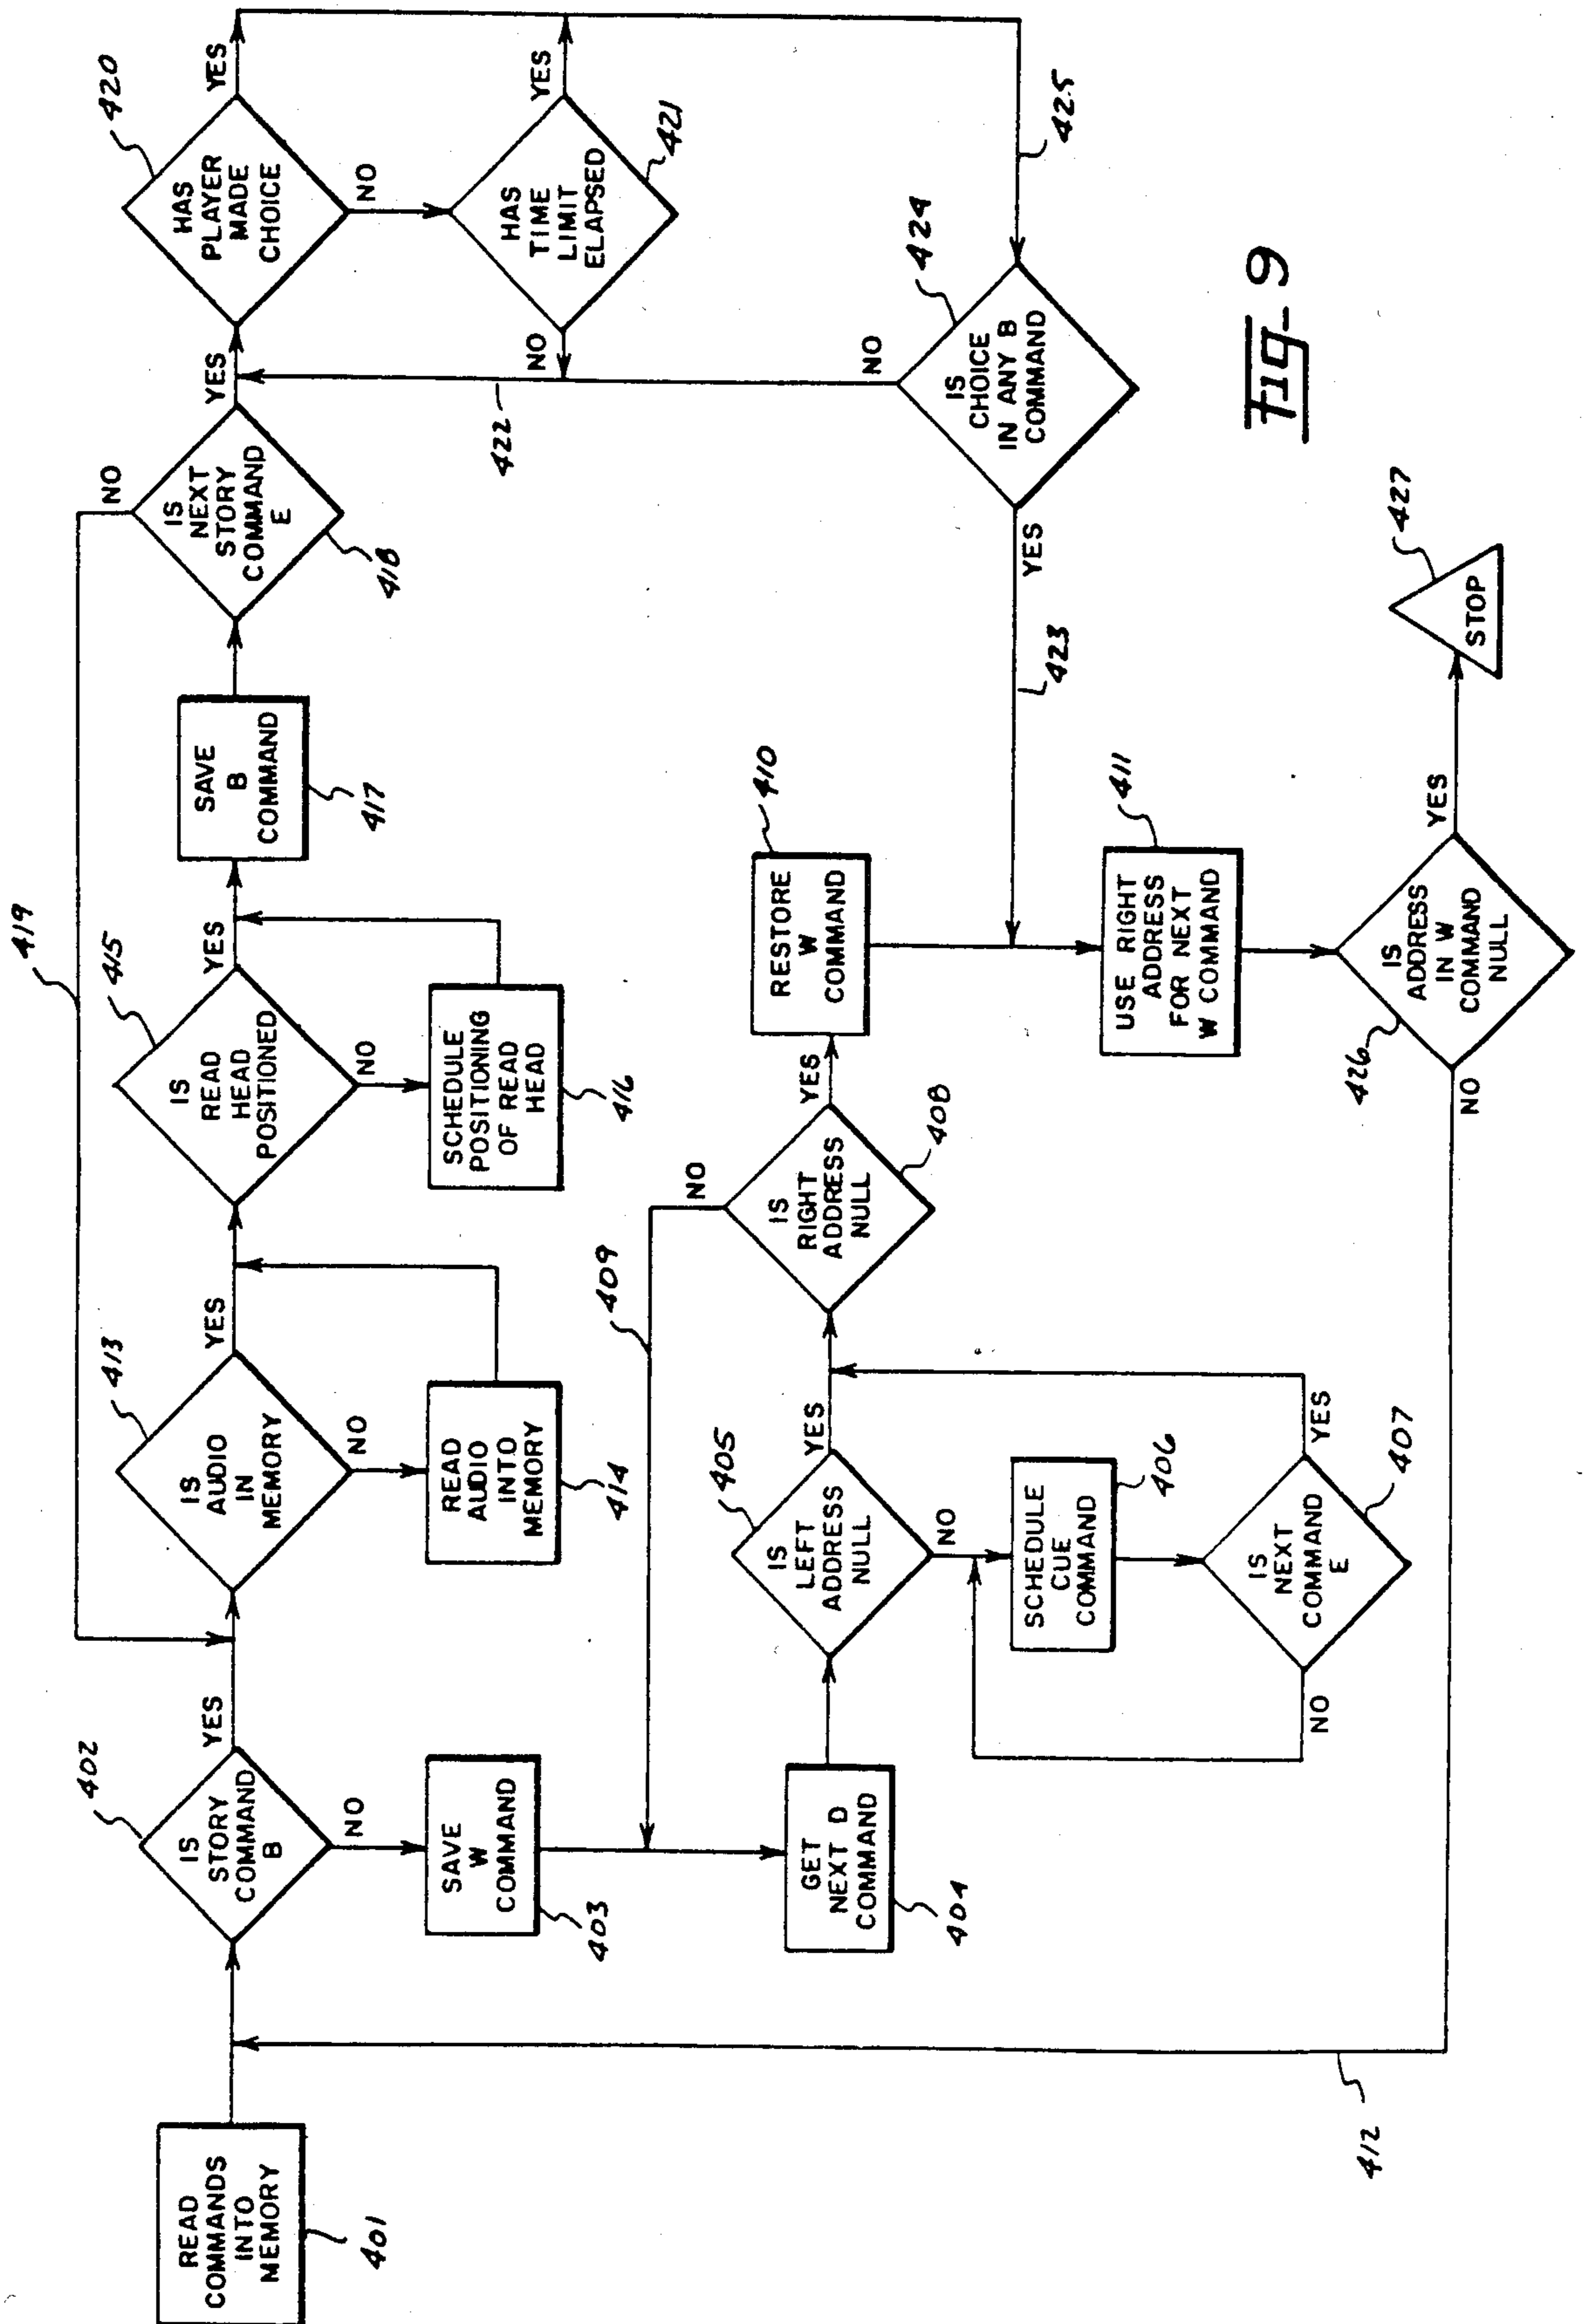 READ
COMMANDS
INTO
MEMORY
401
IS
STORY
COMMAND
B
402
YES
NO
419
IS
AUDIO
IN
MEMORY
413
YES
NO
READ
AUDIO
INTO
MEMORY
414
IS
READ
HEAD
POSITIONED
415
YES
NO
SCHEDULE
POSITIONING
OF READ
HEAD
416
SAVE
B
COMMAND
417
IS
NEXT
STORY
COMMAND
E
418
NO
YES
HAS
PLAYER
MADE
CHOICE
420
YES
NO
HAS
TIME
LIMIT
ELAPSED
421
YES
NO
422
425
IS
CHOICE
IN ANY B
COMMAND
424
NO
YES
423
SAVE
W
COMMAND
403
409
GET
NEXT D
COMMAND
404
IS
LEFT
ADDRESS
NULL
405
YES
NO
SCHEDULE
CUE
COMMAND
406
IS
NEXT
COMMAND
E
407
YES
NO
IS
RIGHT
ADDRESS
NULL
408
NO
YES
RESTORE
W
COMMAND
410
USE RIGHT
ADDRESS
FOR NEXT
W COMMAND
411
IS
ADDRESS
IN W
COMMAND
NULL
426
NO
YES
STOP
427
412
Fig. 9